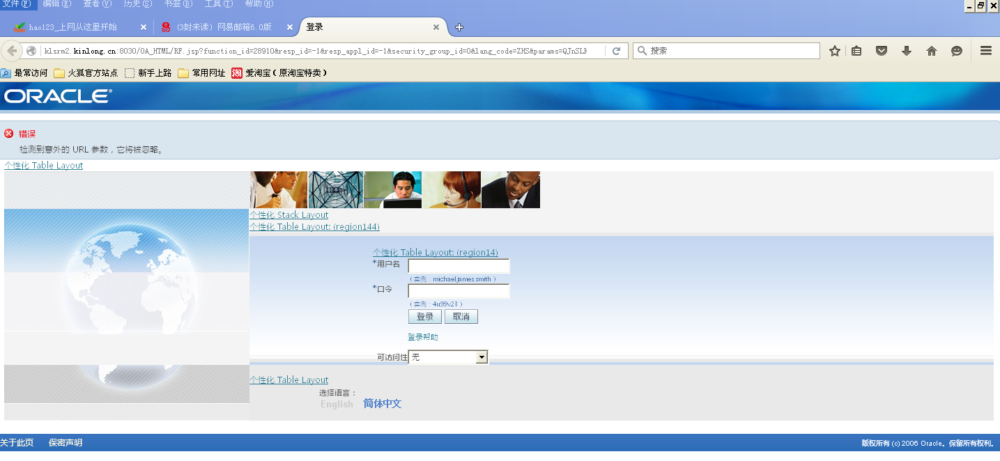 文件(F) 编辑(E) 查看(V) 历史(S) 书签(B) 工具(T) 帮助(H)
hao123_上网从这里开始 (3封未读) 网易邮箱6.0版 登录
klsrm2.kinlong.cn:8030/OA_HTML/RF.jsp?function_id=28910&resp_id=-1&resp_appl_id=-1&security_group_id=0&lang_code=ZHS&params=QJnSLI 搜索
最常访问 火狐官方站点 新手上路 常用网址 淘 爱淘宝（原淘宝特卖）
ORACLE®
错误
检测到意外的 URL 参数，它将被忽略。
个性化 Table Layout
个性化 Stack Layout
个性化 Table Layout: (region144)
个性化 Table Layout: (region14)
*用户名
（实例：michael.james.smith）
*口令
（实例：4u99v23）
登录 取消
登录帮助
可访问性 无
个性化 Table Layout
选择语言：
English 简体中文
关于此页 保密声明 版权所有 (c) 2006 Oracle。保留所有权利。